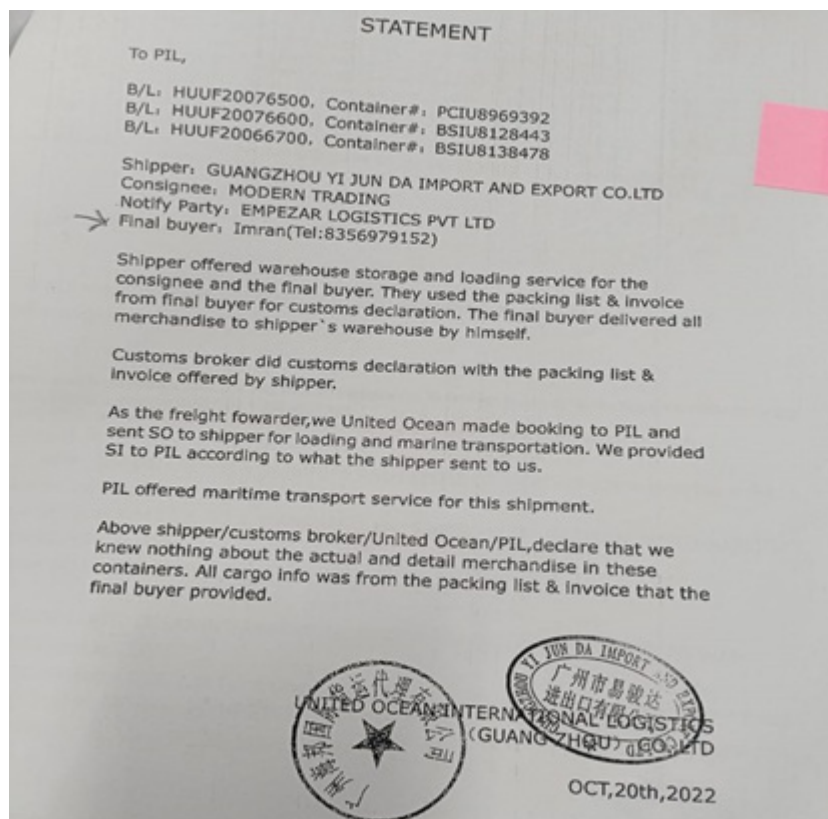 STATEMENT
To PIL,
B/L: HUUF20076500, Container#: PCIU8969392
B/L: HUUF20076600, Container#: BSIU8128443
B/L: HUUF20066700, Container#: BSIU8138478
Shipper: GUANGZHOU YI JUN DA IMPORT AND EXPORT CO.LTD
Consignee: MODERN TRADING
Notify Party: EMPEZAR LOGISTICS PVT LTD
Final buyer: Imran(Tel:8356979152)
Shipper offered warehouse storage and loading service for the
consignee and the final buyer. They used the packing list & invoice
from final buyer for customs declaration. The final buyer delivered all
merchandise to shipper`s warehouse by himself.
Customs broker did customs declaration with the packing list &
invoice offered by shipper.
As the freight fowarder,we United Ocean made booking to PIL and
sent SO to shipper for loading and marine transportation. We provided
SI to PIL according to what the shipper sent to us.
PIL offered maritime transport service for this shipment.
Above shipper/customs broker/United Ocean/PIL,declare that we
knew nothing about the actual and detail merchandise in these
containers. All cargo info was from the packing list & invoice that the
final buyer provided.
YI JUN DA IMPORT AND
广州市易骏达
进出口有限公司
UNITED OCEAN INTERNATIONAL LOGISTICS
(GUANG ZHOU) CO.LTD
代理有限公司
OCT,20th,2022